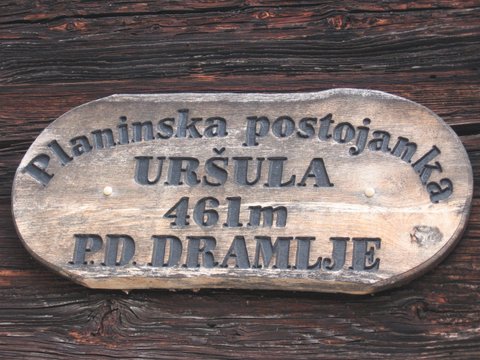 Planinska postojanka
URŠULA
461m
P.D. DRAMLJE